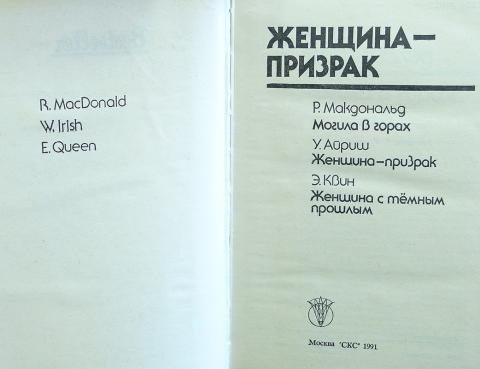 R. MacDonald
W. Irish
E. Queen
ЖЕНЩИНА—
ПРИЗРАК
Р. Макдональд
Могила в горах
У. Айриш
Женщина-призрак
Э. Квин
Женщина с тёмным
прошлым
Москва "СКС" 1991